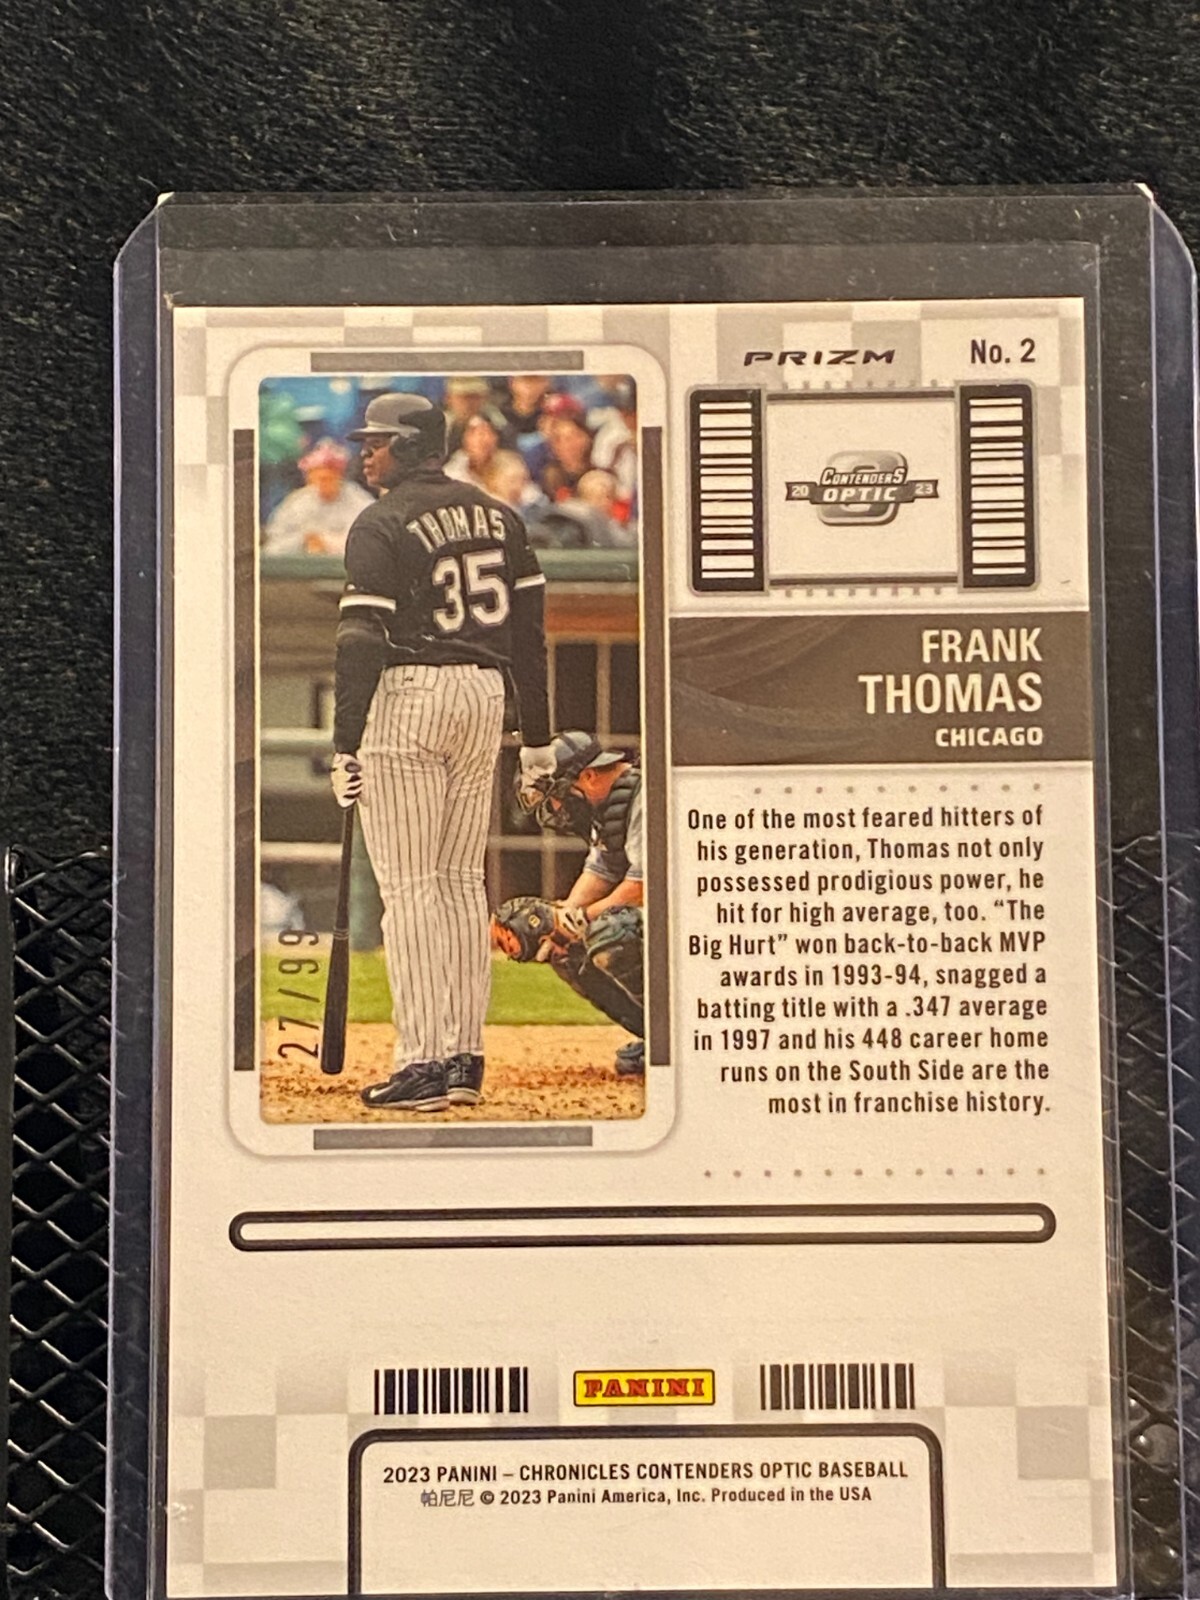 PRIZM No. 2
CONTENDERS
20 OPTIC 23
THOMAS
35
FRANK
THOMAS
CHICAGO
One of the most feared hitters of
his generation, Thomas not only
possessed prodigious power, he
hit for high average, too. “The
Big Hurt” won back-to-back MVP
awards in 1993-94, snagged a
batting title with a .347 average
in 1997 and his 448 career home
runs on the South Side are the
most in franchise history.
27/99
PANINI
2023 PANINI – CHRONICLES CONTENDERS OPTIC BASEBALL
帕尼尼 © 2023 Panini America, Inc. Produced in the USA